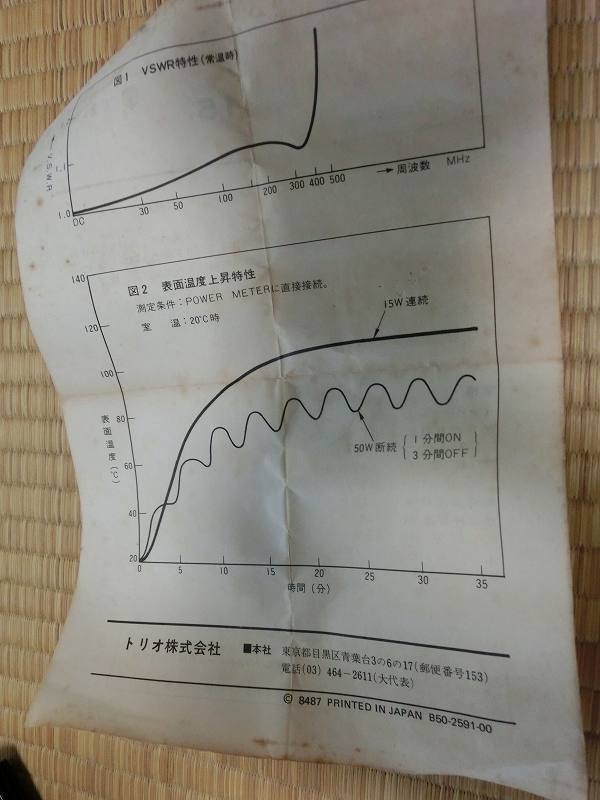 図1 VSWR特性(常温時)
V.S.W.R.
1.1
1.0
DC 30 50 100 200 300 400 500 →周波数 MHz
図2 表面温度上昇特性
測定条件:POWER METERに直接接続。
室 温:20℃時
15W連続
50W断続 {1分間ON 3分間OFF}
表面温度(℃)
140
120
100
80
60
40
20
0 5 10 15 20 25 30 35
時間(分)
トリオ株式会社 ■本社 東京都目黒区青葉台3の6の17(郵便番号153)
電話(03) 464-2611(大代表)
© 8487 PRINTED IN JAPAN B50-2591-00